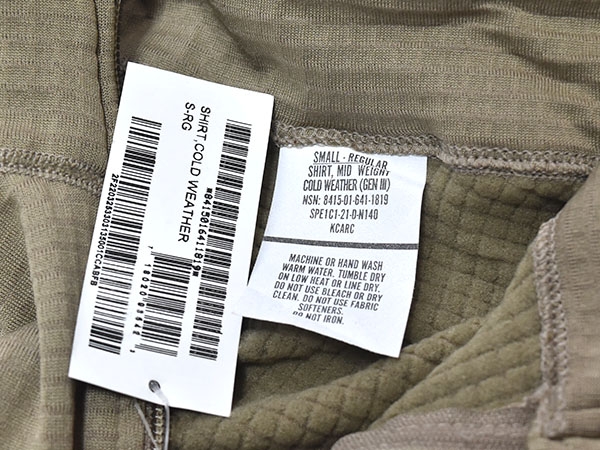 SHIRT,COLD WEATHER
S-RG
*8415016411819*
SMALL - REGULAR
SHIRT, MID WEIGHT
COLD WEATHER (GEN III)
NSN: 8415-01-641-1819
SPE1C1-21-D-N140
KCARC
MACHINE OR HAND WASH
WARM WATER. TUMBLE DRY
ON LOW HEAT OR LINE DRY.
DO NOT USE BLEACH OR DRY
CLEAN. DO NOT USE FABRIC
SOFTENERS.
DO NOT IRON.